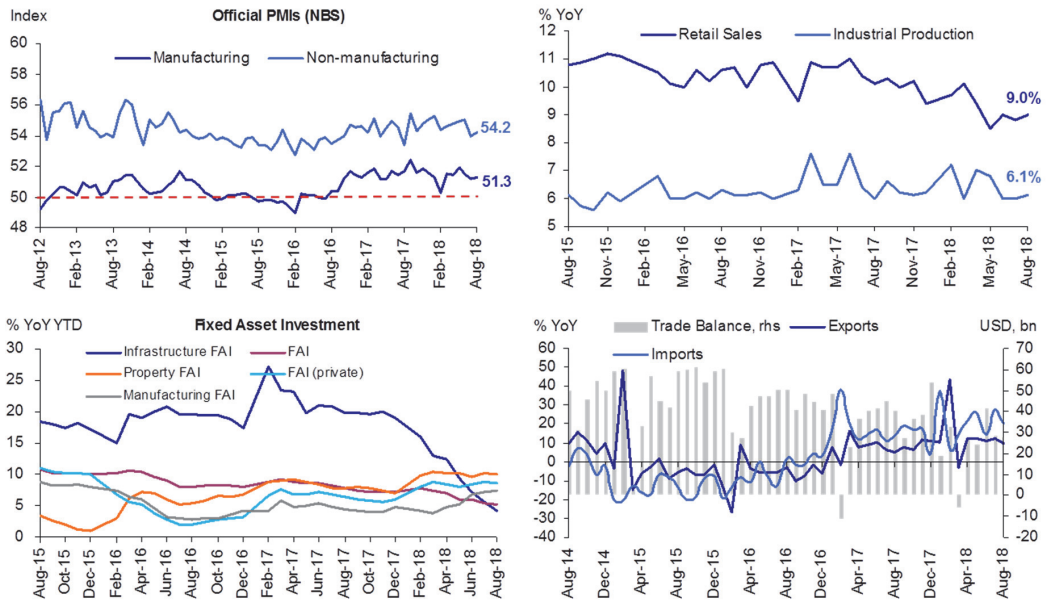 Index
Official PMIs (NBS)
60
58
56
54
52
50
48
Manufacturing
Non-manufacturing
54.2
51.3
Aug-12
Feb-13
Aug-13
Feb-14
Aug-14
Feb-15
Aug-15
Feb-16
Aug-16
Feb-17
Aug-17
Feb-18
Aug-18
% YoY
12
11
10
9
8
7
6
5
Retail Sales
Industrial Production
9.0%
6.1%
Aug-15
Nov-15
Feb-16
May-16
Aug-16
Nov-16
Feb-17
May-17
Aug-17
Nov-17
Feb-18
May-18
Aug-18
% YoY YTD
Fixed Asset Investment
30
25
20
15
10
5
0
Infrastructure FAI
FAI
Property FAI
FAI (private)
Manufacturing FAI
Aug-15
Oct-15
Dec-15
Feb-16
Apr-16
Jun-16
Aug-16
Oct-16
Dec-16
Feb-17
Apr-17
Jun-17
Aug-17
Oct-17
Dec-17
Feb-18
Apr-18
Jun-18
Aug-18
% YoY
Trade Balance, rhs
Exports
USD, bn
Imports
60
50
40
30
20
10
0
-10
-20
-30
-40
70
60
50
40
30
20
10
0
-10
-20
Aug-14
Dec-14
Apr-15
Aug-15
Dec-15
Apr-16
Aug-16
Dec-16
Apr-17
Aug-17
Dec-17
Apr-18
Aug-18